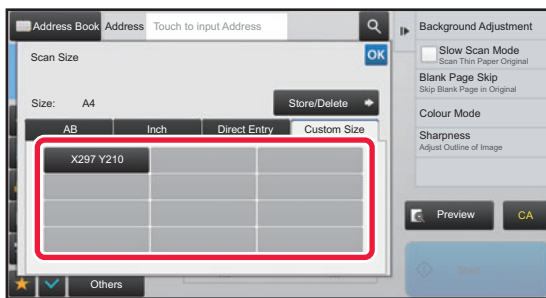 Address Book Address Touch to input Address
Scan Size
OK
Size: A4
Store/Delete
AB Inch Direct Entry Custom Size
X297 Y210
Others
Background Adjustment
Slow Scan Mode
Scan Thin Paper Original
Blank Page Skip
Skip Blank Page in Original
Colour Mode
Sharpness
Adjust Outline of Image
Preview
CA